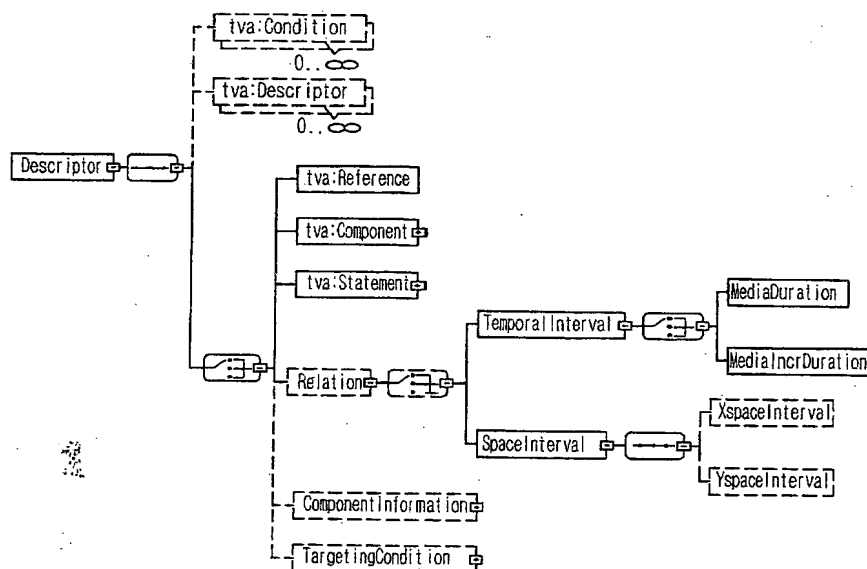 tva:Condition
0..∞
tva:Descriptor
0..∞
Descriptor
tva:Reference
tva:Component
tva:Statement
MediaDuration
TemporalInterval
MediaIncrDuration
Relation
XspaceInterval
SpaceInterval
YspaceInterval
ComponentInformation
TargetingCondition